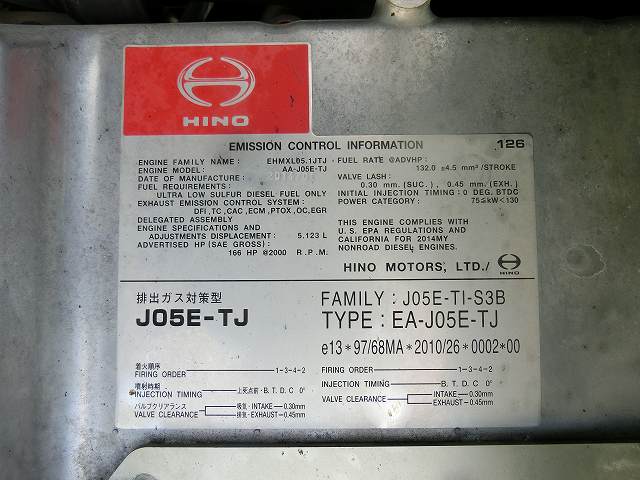 HINO
EMISSION CONTROL INFORMATION 126
ENGINE FAMILY NAME : EHMXL05.1JTJ
ENGINE MODEL: AA-J05E-TJ
DATE OF MANUFACTURE :
FUEL REQUIREMENTS:
ULTRA LOW SULFUR DIESEL FUEL ONLY
EXHAUST EMISSION CONTROL SYSTEM :
DFI,TC,CAC,ECM,PTOX,OC,EGR
DELEGATED ASSEMBLY
ENGINE SPECIFICATIONS AND
ADJUSTMENTS DISPLACEMENT: 5.123 L
ADVERTISED HP(SAE GROSS):
166 HP @2000 R.P.M.
FUEL RATE @ADVHP:
132.0 ±4.5 mm³/STROKE
VALVE LASH:
0.30 mm.(SUC.), 0.45 mm.(EXH.)
INITIAL INJECTION TIMING:0 DEG.BTDC
POWER CATEGORY: 75≦kW<130
THIS ENGINE COMPLIES WITH
U.S. EPA REGULATIONS AND
CALIFORNIA FOR 2014MY
NONROAD DIESEL ENGINES.
HINO MOTORS, LTD./ HINO
排出ガス対策型
J05E-TJ
着火順序
FIRING ORDER 1-3-4-2
噴射時期
INJECTION TIMING 上死点前・B.T.D.C 0°
バルブクリアランス 吸気・INTAKE-0.30mm
VALVE CLEARANCE 排気・EXHAUST-0.45mm
FAMILY : J05E-TI-S3B
TYPE : EA-J05E-TJ
e13*97/68MA*2010/26*0002*00
FIRING ORDER 1-3-4-2
INJECTION TIMING B.T.D.C 0°
VALVE CLEARANCE INTAKE-0.30mm
EXHAUST-0.45mm